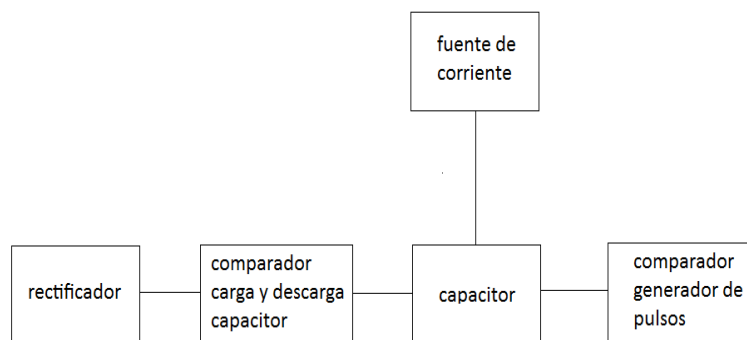 fuente de
corriente
rectificador
comparador
carga y descarga
capacitor
capacitor
comparador
generador de
pulsos